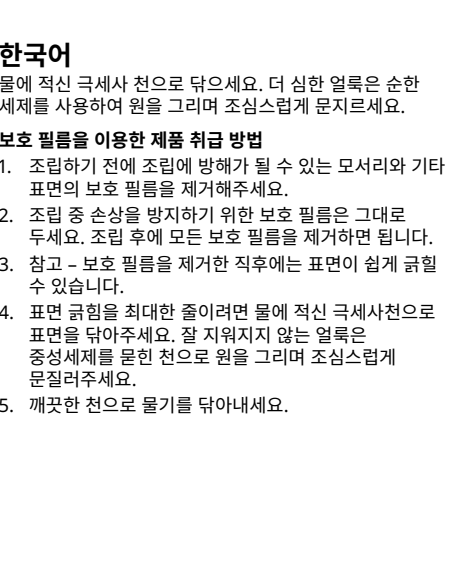 한국어
물에 적신 극세사 천으로 닦으세요. 더 심한 얼룩은 순한
세제를 사용하여 원을 그리며 조심스럽게 문지르세요.
보호 필름을 이용한 제품 취급 방법
1. 조립하기 전에 조립에 방해가 될 수 있는 모서리와 기타
표면의 보호 필름을 제거해주세요.
2. 조립 중 손상을 방지하기 위한 보호 필름은 그대로
두세요. 조립 후에 모든 보호 필름을 제거하면 됩니다.
3. 참고 – 보호 필름을 제거한 직후에는 표면이 쉽게 긁힐
수 있습니다.
4. 표면 긁힘을 최대한 줄이려면 물에 적신 극세사천으로
표면을 닦아주세요. 잘 지워지지 않는 얼룩은
중성세제를 묻힌 천으로 원을 그리며 조심스럽게
문질러주세요.
5. 깨끗한 천으로 물기를 닦아내세요.